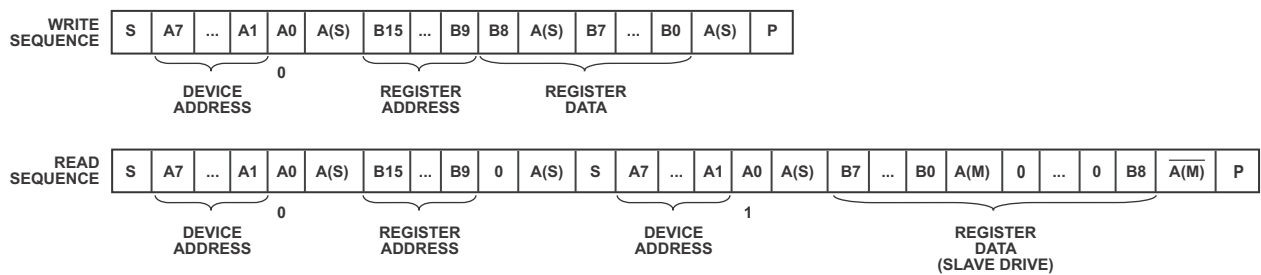 WRITE
SEQUENCE
S A7 ... A1 A0 A(S) B15 ... B9 B8 A(S) B7 ... B0 A(S) P
0
DEVICE
ADDRESS
REGISTER
ADDRESS
REGISTER
DATA
READ
SEQUENCE
S A7 ... A1 A0 A(S) B15 ... B9 0 A(S) S A7 ... A1 A0 A(S) B7 ... B0 A(M) 0 ... 0 B8 A̅(̅M̅)̅ P
0 1
DEVICE
ADDRESS
REGISTER
ADDRESS
DEVICE
ADDRESS
REGISTER
DATA
(SLAVE DRIVE)